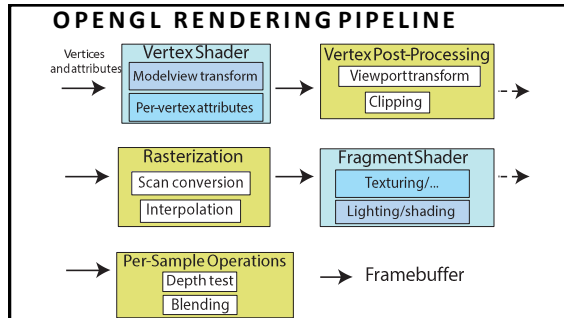 OPENGL RENDERING PIPELINE
Vertices
and attributes
Vertex Shader
Modelview transform
Per-vertex attributes
Vertex Post-Processing
Viewport transform
Clipping
Rasterization
Scan conversion
Interpolation
Fragment Shader
Texturing/...
Lighting/shading
Per-Sample Operations
Depth test
Blending
Framebuffer